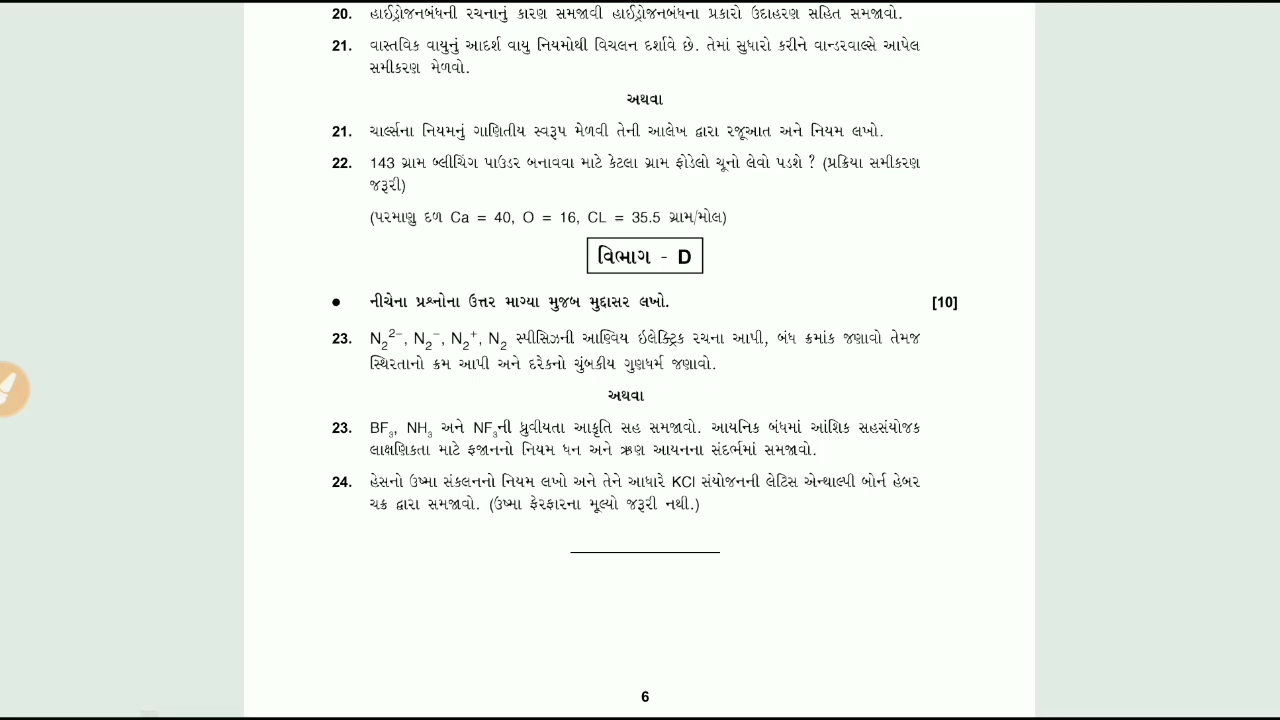 20. હાઈડ્રોજનબંધની રચનાનું કારણ સમજાવી હાઈડ્રોજનબંધના પ્રકારો ઉદાહરણ સહિત સમજાવો.
21. વાસ્તવિક વાયુનું આદર્શ વાયુ નિયમોથી વિચલન દર્શાવે છે. તેમાં સુધારો કરીને વાન્ડરવાલ્સે આપેલ
સમીકરણ મેળવો.
અથવા
21. ચાર્લ્સના નિયમનું ગાણિતીય સ્વરૂપ મેળવી તેની આલેખ દ્વારા રજૂઆત અને નિયમ લખો.
22. 143 ગ્રામ બ્લીચિંગ પાઉડર બનાવવા માટે કેટલા ગ્રામ ફોડેલો ચૂનો લેવો પડશે ? (પ્રક્રિયા સમીકરણ
જરૂરી)
(પરમાણુ દળ Ca = 40, O = 16, CL = 35.5 ગ્રામ/મોલ)
વિભાગ - D
● નીચેના પ્રશ્નોના ઉત્તર માગ્યા મુજબ મુદ્દાસર લખો. [10]
23. N₂²⁻, N₂⁻, N₂⁺, N₂ સ્પીસિઝની આણ્વિય ઇલેક્ટ્રિક રચના આપી, બંધ ક્રમાંક જણાવો તેમજ
સ્થિરતાનો ક્રમ આપી અને દરેકનો ચુંબકીય ગુણધર્મ જણાવો.
અથવા
23. BF₃, NH₃ અને NF₃ની ધ્રુવીયતા આકૃતિ સહ સમજાવો. આયનિક બંધમાં આંશિક સહસંયોજક
લાક્ષણિકતા માટે ફજાનનો નિયમ ધન અને ઋણ આયનના સંદર્ભમાં સમજાવો.
24. હેસનો ઉષ્મા સંકલનનો નિયમ લખો અને તેને આધારે KCl સંયોજનની લેટિસ એન્થાલ્પી બોર્ન હેબર
ચક્ર દ્વારા સમજાવો. (ઉષ્મા ફેરફારના મૂલ્યો જરૂરી નથી.)
6